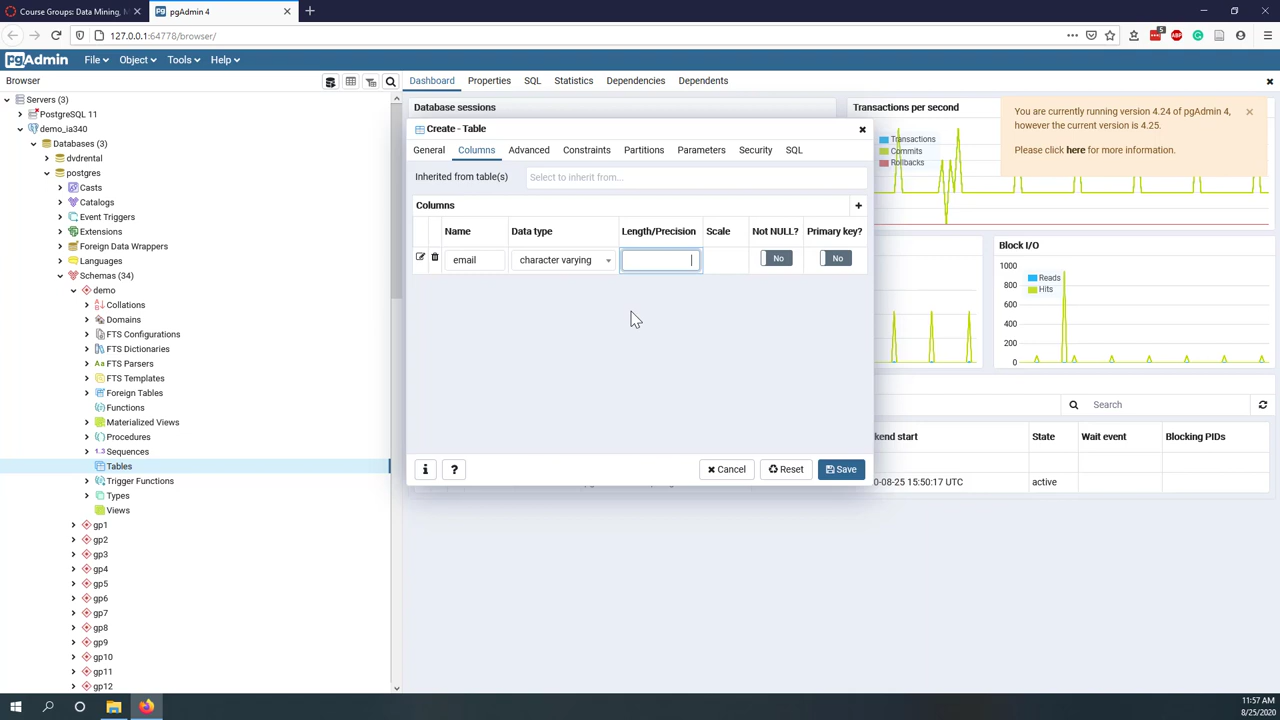 Course Groups: Data Mining, M
pgAdmin 4
127.0.0.1:64778/browser/
pgAdmin
File
Object
Tools
Help
Browser
Servers (3)
PostgreSQL 11
demo_ia340
Databases (3)
dvdrental
postgres
Casts
Catalogs
Event Triggers
Extensions
Foreign Data Wrappers
Languages
Schemas (34)
demo
Collations
Domains
FTS Configurations
FTS Dictionaries
FTS Parsers
FTS Templates
Foreign Tables
Functions
Materialized Views
Procedures
Sequences
Tables
Trigger Functions
Types
Views
gp1
gp2
gp3
gp4
gp5
gp6
gp7
gp8
gp9
gp10
gp11
gp12
Dashboard
Properties
SQL
Statistics
Dependencies
Dependents
Database sessions
Transactions per second
Transactions
Commits
Rollbacks
You are currently running version 4.24 of pgAdmin 4,
however the current version is 4.25.
Please click here for more information.
Create - Table
General
Columns
Advanced
Constraints
Partitions
Parameters
Security
SQL
Inherited from table(s)
Select to inherit from...
Columns
Name
Data type
Length/Precision
Scale
Not NULL?
Primary key?
email
character varying
No
No
Cancel
Reset
Save
Block I/O
1000
800
600
400
200
0
Reads
Hits
Search
kend start
State
Wait event
Blocking PIDs
0-08-25 15:50:17 UTC
active
11:57 AM
8/25/2020